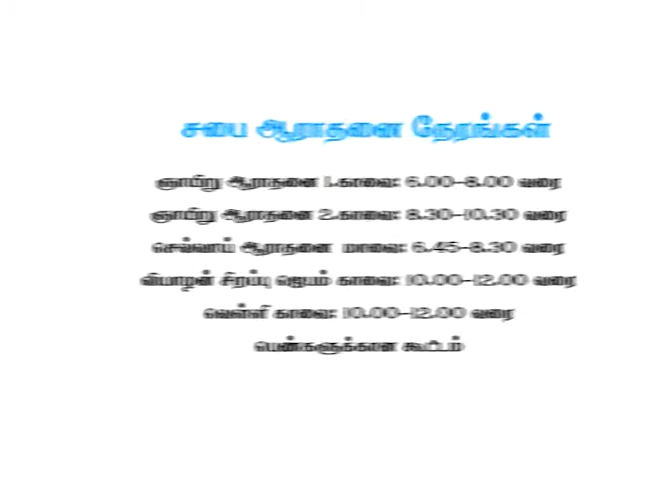 சபை ஆராதனை நேரங்கள்
ஞாயிறு ஆராதனை 1.காலை: 6.00-8.00 வரை
ஞாயிறு ஆராதனை 2.காலை: 8.30-10.30 வரை
செவ்வாய் ஆராதனை மாலை: 6.45-8.30 வரை
வியாழன் சிறப்பு ஜெபம் காலை: 10.00-12.00 வரை
வெள்ளி காலை: 10.00-12.00 வரை
பெண்களுக்கான கூட்டம்